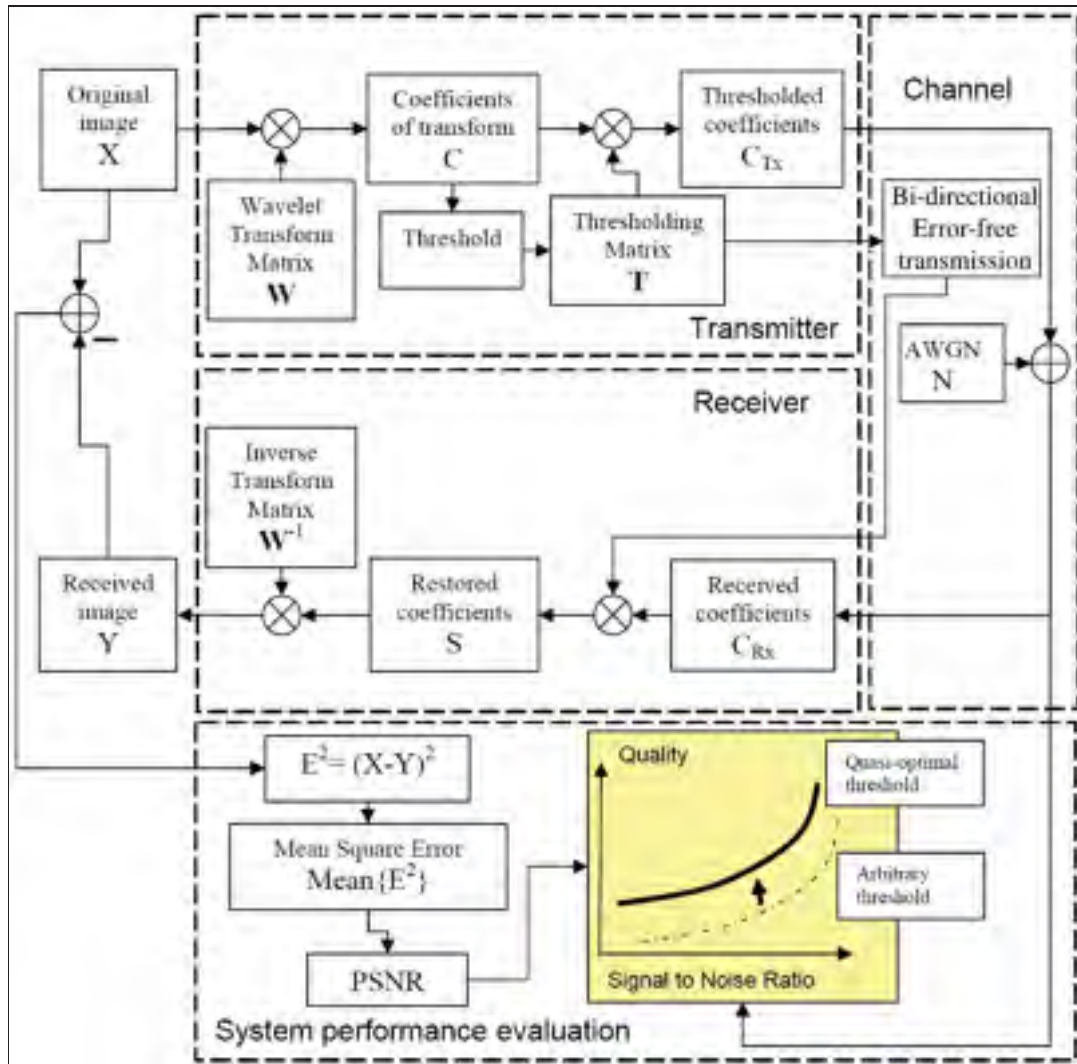 Original
image
X
Wavelet
Transform
Matrix
W
Coefficients
of transform
C
Threshold
Thresholding
Matrix
T
Thresholded
coefficients
C_Tx
Transmitter
Channel
Bi-directional
Error-free
transmission
AWGN
N
−
Receiver
Inverse
Transform
Matrix
W⁻¹
Received
image
Y
Restored
coefficients
S
Received
coefficients
C_Rx
E²= (X-Y)²
Mean Square Error
Mean{E²}
PSNR
Quality
Quasi-optimal
threshold
Arbitrary
threshold
Signal to Noise Ratio
System performance evaluation